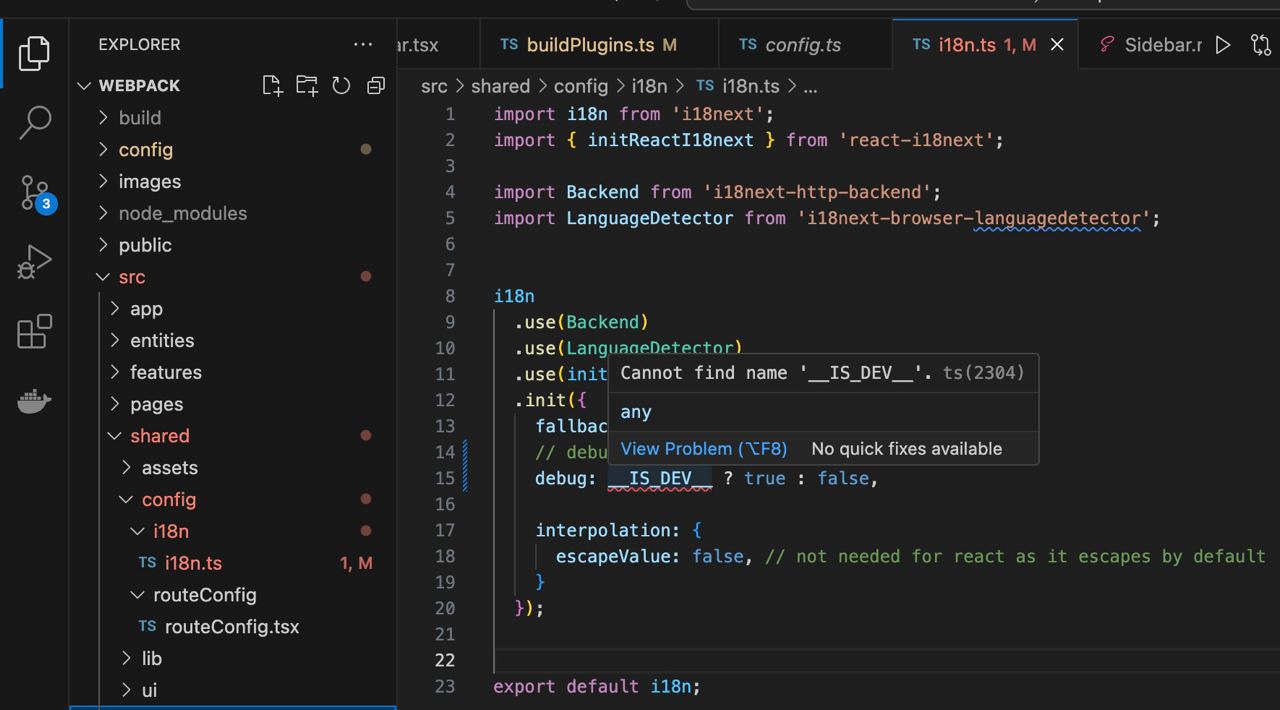 EXPLORER
WEBPACK
build
config
images
node_modules
public
src
app
entities
features
pages
shared
assets
config
i18n
TS i18n.ts 1, M
routeConfig
TS routeConfig.tsx
lib
ui
3
ar.tsx
TS buildPlugins.ts M
TS config.ts
TS i18n.ts 1, M
Sidebar.r
src > shared > config > i18n > TS i18n.ts > ...
1 import i18n from 'i18next';
2 import { initReactI18next } from 'react-i18next';
3
4 import Backend from 'i18next-http-backend';
5 import LanguageDetector from 'i18next-browser-languagedetector';
6
7
8 i18n
9 .use(Backend)
10 .use(LanguageDetector)
11 .use(init
12 .init({
13 fallbac
14 // debu
15 debug: __IS_DEV__ ? true : false,
16
17 interpolation: {
18 escapeValue: false, // not needed for react as it escapes by default
19 }
20 });
21
22
23 export default i18n;
Cannot find name '__IS_DEV__'. ts(2304)
any
View Problem (⌥F8) No quick fixes available